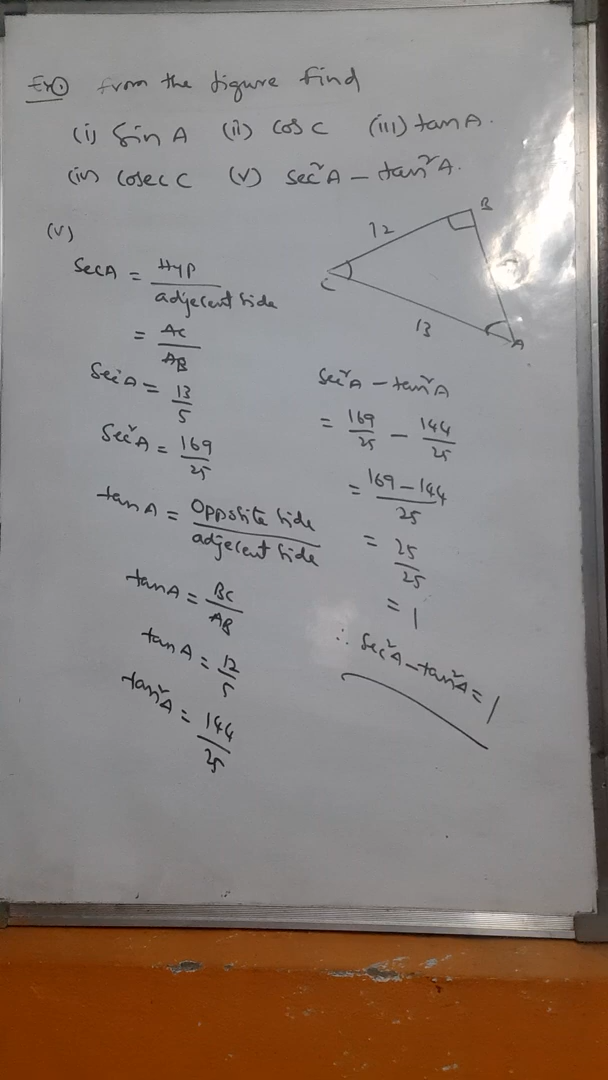 Ex① from the figure find
(i) Sin A (ii) Cos C (iii) tan A.
(iv) Cosec C (v) sec²A − tan²A.
B
12
C
13
A
(v)
Sec A = Hyp / adjecent side
= AC / AB
Sec A = 13 / 5
Sec²A = 169 / 25
tan A = Opposite side / adjecent side
tan A = BC / AB
tan A = 12 / 5
tan²A = 144 / 25
sec²A − tan²A
= 169 / 25 − 144 / 25
= 169 − 144 / 25
= 25 / 25
= 1
∴ Sec²A − tan²A = 1